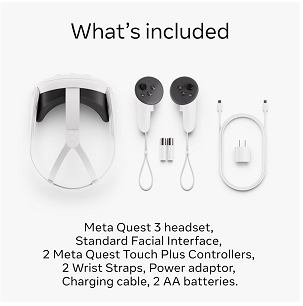 What's included
Meta Quest 3 headset,
Standard Facial Interface,
2 Meta Quest Touch Plus Controllers,
2 Wrist Straps, Power adaptor,
Charging cable, 2 AA batteries.